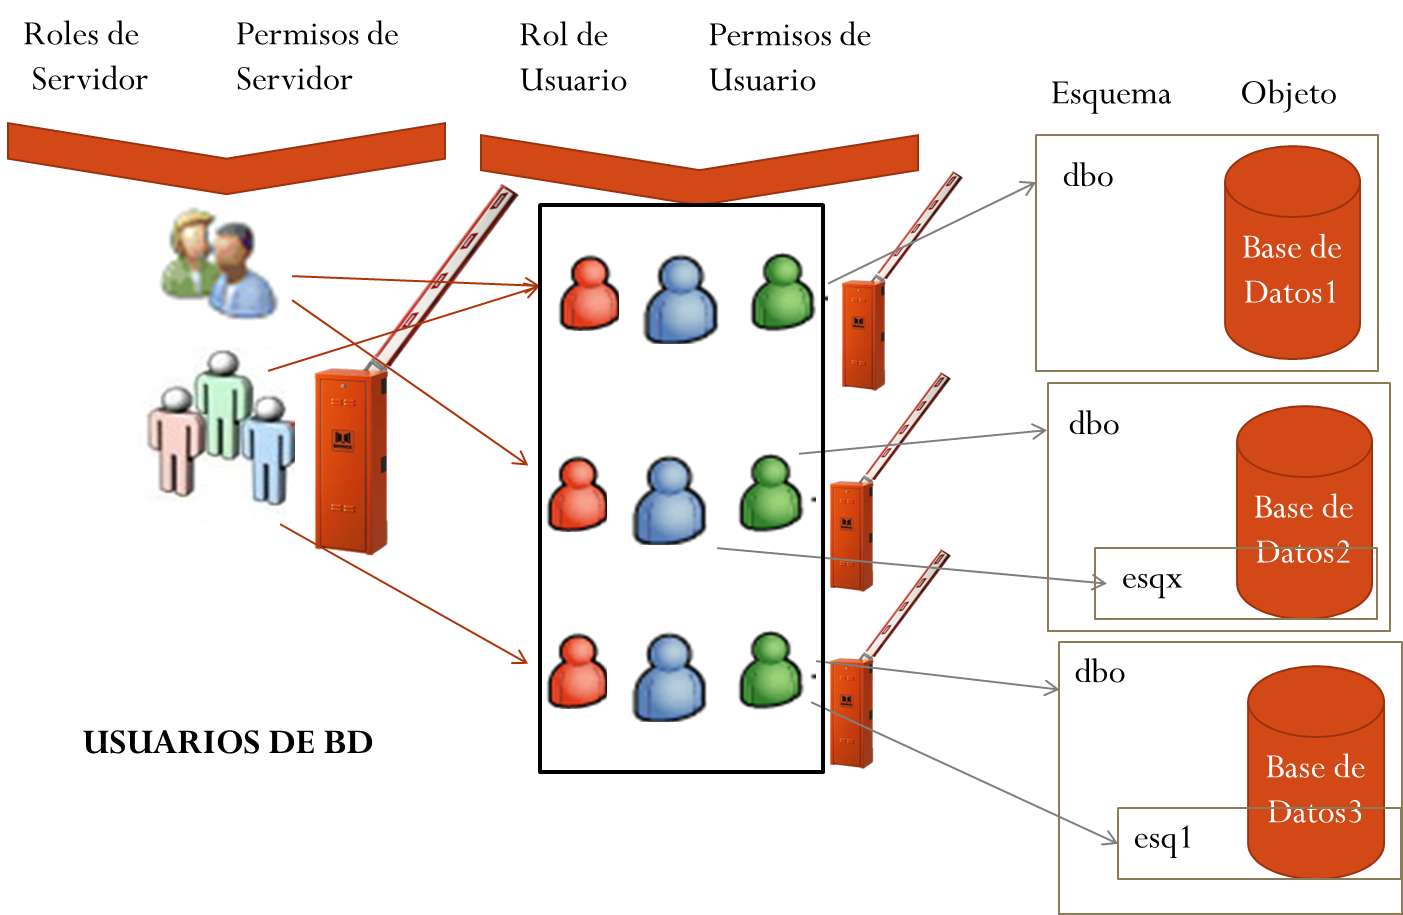 Roles de
Servidor
Permisos de
Servidor
Rol de
Usuario
Permisos de
Usuario
Esquema
Objeto
dbo
Base de
Datos1
dbo
Base de
Datos2
esqx
dbo
Base de
Datos3
esq1
USUARIOS DE BD